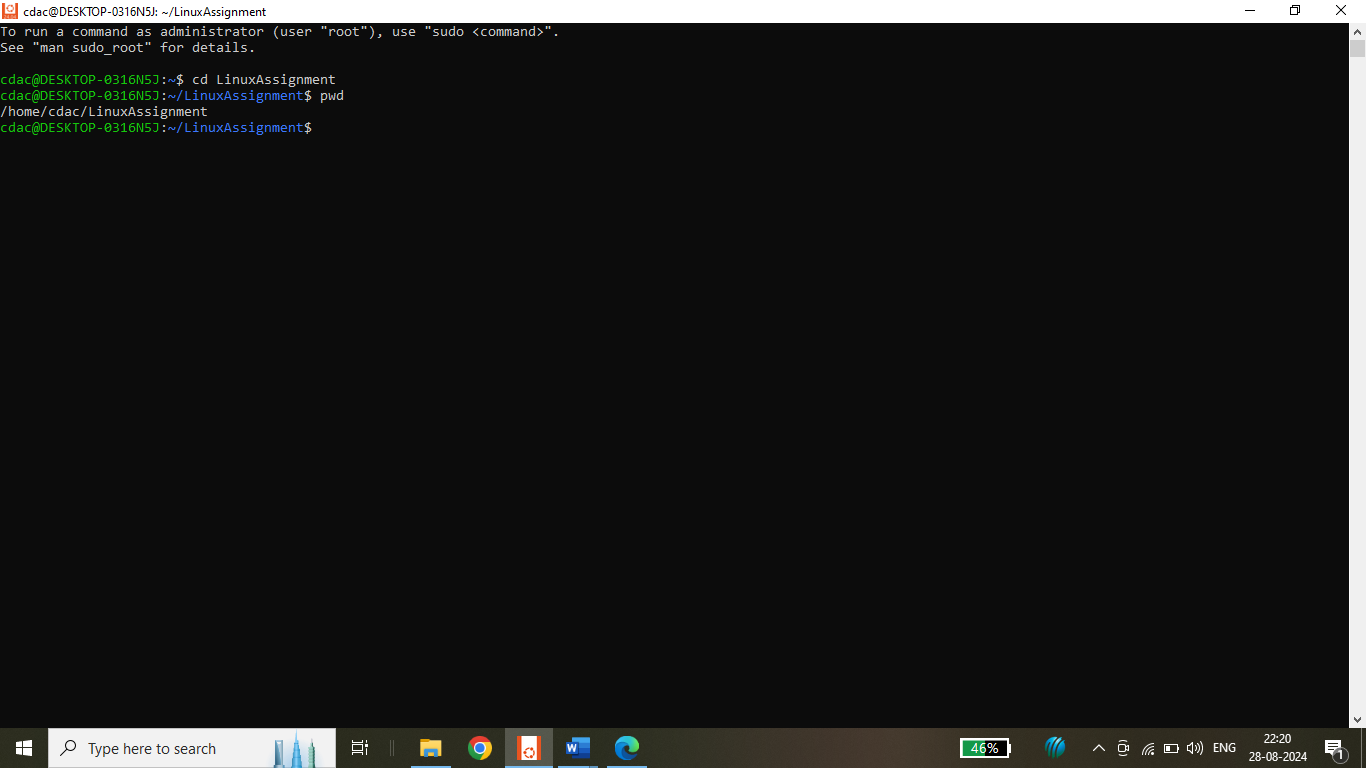 cdac@DESKTOP-0316N5J: ~/LinuxAssignment
To run a command as administrator (user "root"), use "sudo <command>".
See "man sudo_root" for details.
cdac@DESKTOP-0316N5J:~$ cd LinuxAssignment
cdac@DESKTOP-0316N5J:~/LinuxAssignment$ pwd
/home/cdac/LinuxAssignment
cdac@DESKTOP-0316N5J:~/LinuxAssignment$
Type here to search
46%
ENG
22:20
28-08-2024
1